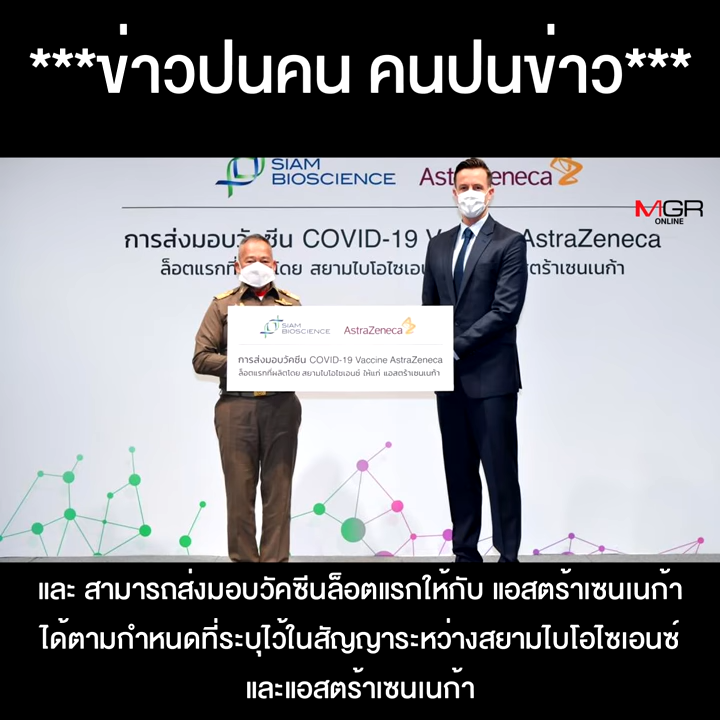 ***ข่าวปนคน คนปนข่าว***
SIAM
BIOSCIENCE
AstraZeneca
MGR
ONLINE
การส่งมอบวัคซีน COVID-19 Vaccine AstraZeneca
ล็อตแรกที่ โดย สยามไบโอไซเอนซ์ แอสตร้าเซนเนก้า
SIAM
BIOSCIENCE
AstraZeneca
การส่งมอบวัคซีน COVID-19 Vaccine AstraZeneca
ล็อตแรกที่ผลิตโดย สยามไบโอไซเอนซ์ ให้แก่ แอสตร้าเซนเนก้า
และ สามารถส่งมอบวัคซีนล็อตแรกให้กับ แอสตร้าเซนเนก้า
ได้ตามกำหนดที่ระบุไว้ในสัญญาระหว่างสยามไบโอไซเอนซ์
และแอสตร้าเซนเนก้า